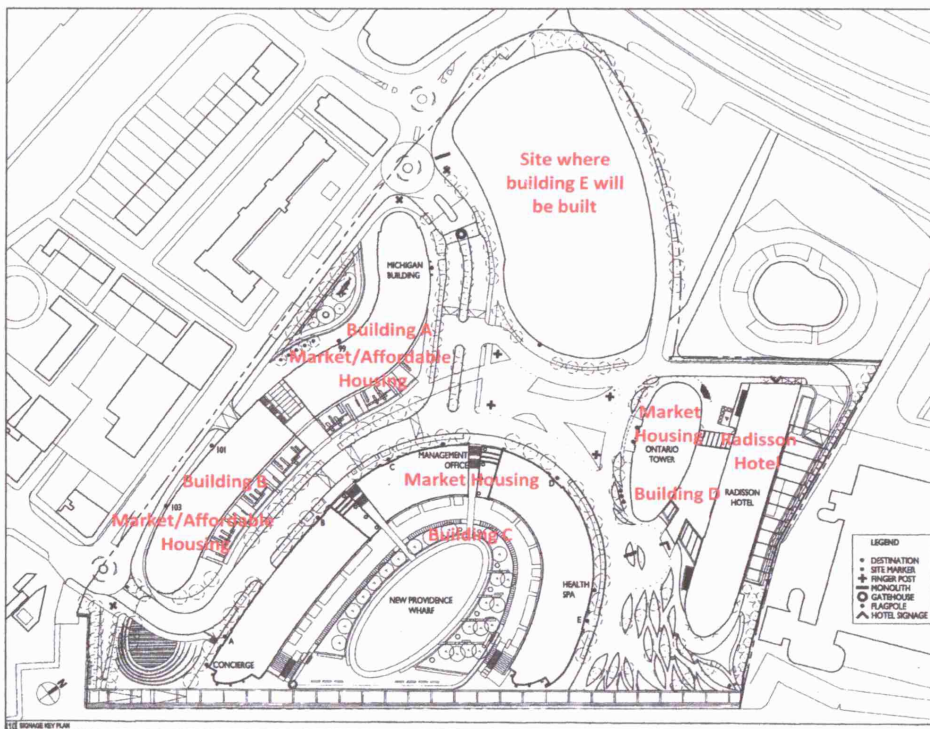 Site where
building E will
be built
MICHIGAN
BUILDING
Building A
99
Market/Affordable
Housing
Market
Housing
ONTARIO
TOWER
Radisson
Hotel
101
MANAGEMENT
OFFICE
C
Building B
Market Housing
D
Building D
RADISSON
HOTEL
103
Market/Affordable
Housing
B
Building C
LEGEND
DESTINATION
SITE MARKER
FINGER POST
MONOLITH
GATEHOUSE
FLAGPOLE
HOTEL SIGNAGE
HEALTH
SPA
NEW PROVIDENCE
WHARF
E
A
CONCIERGE
N
SIGNAGE KEY PLAN